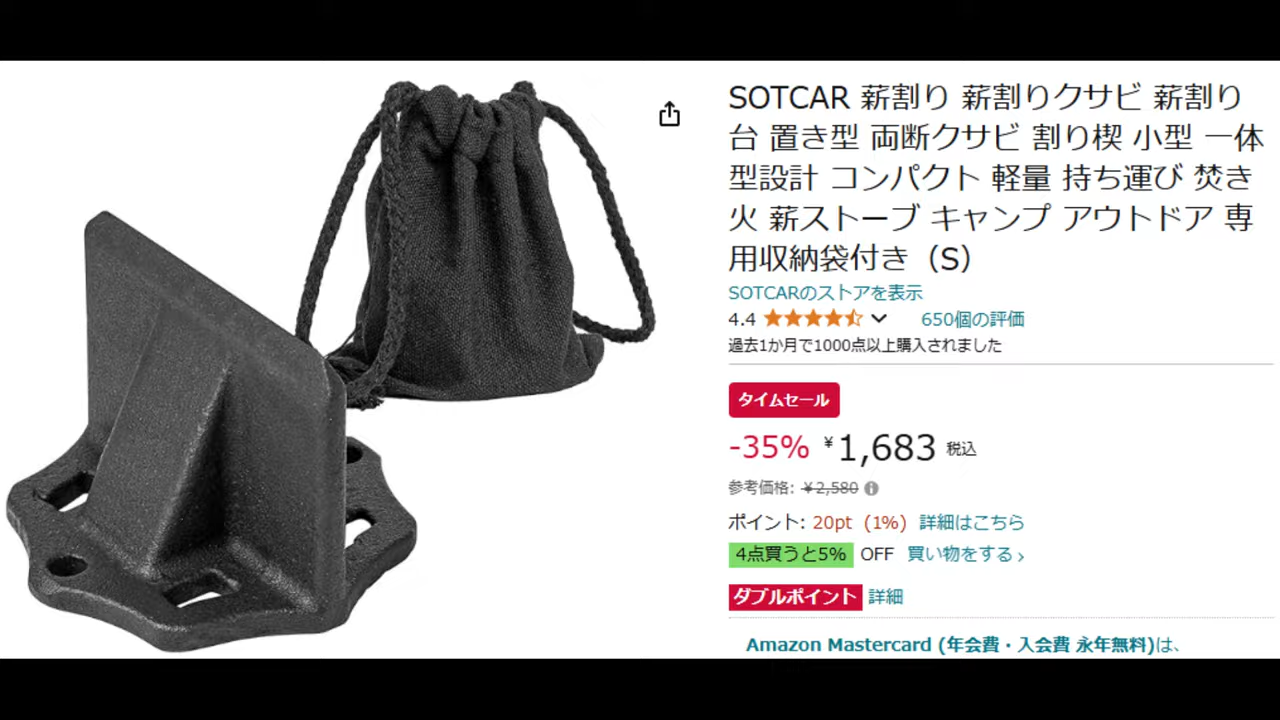 SOTCAR 薪割り 薪割りクサビ 薪割り
台 置き型 両断クサビ 割り楔 小型 一体
型設計 コンパクト 軽量 持ち運び 焚き
火 薪ストーブ キャンプ アウトドア 専
用収納袋付き（S）
SOTCARのストアを表示
4.4 650個の評価
過去1か月で1000点以上購入されました
タイムセール
-35% ¥1,683 税込
参考価格: ¥2,580
ポイント: 20pt (1%) 詳細はこちら
4点買うと5% OFF 買い物をする ›
ダブルポイント 詳細
Amazon Mastercard (年会費・入会費 永年無料)は、